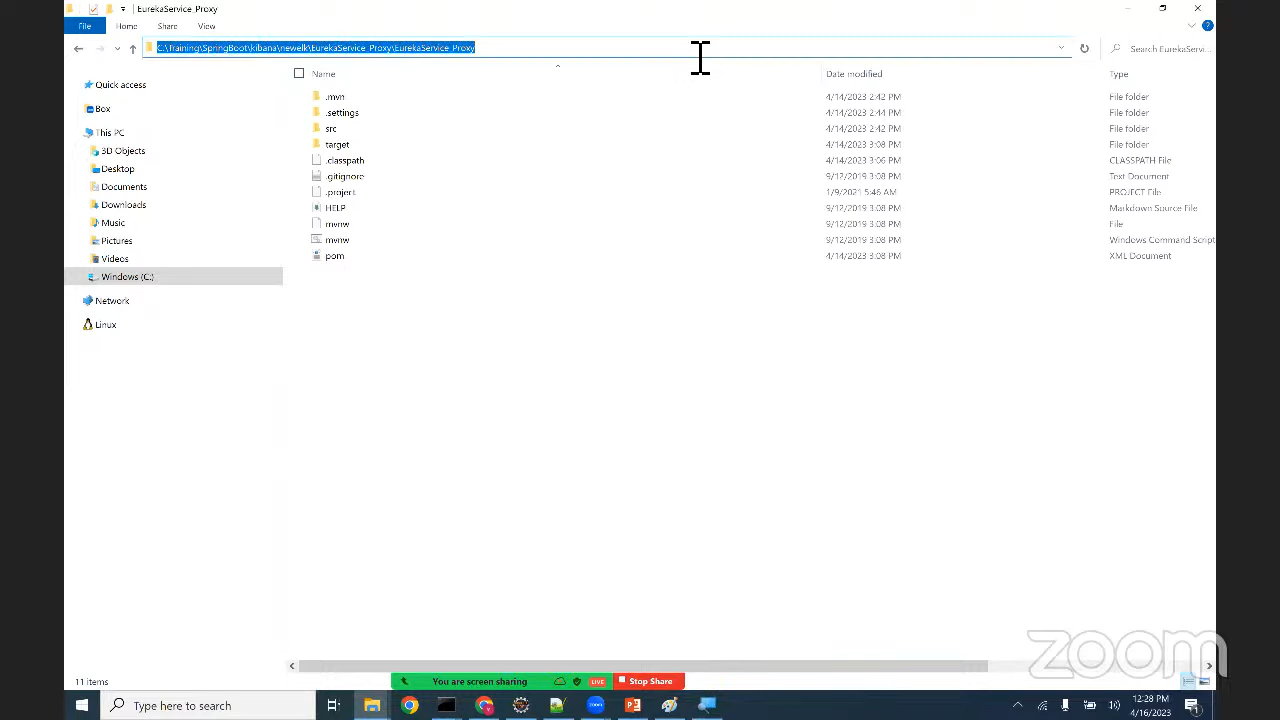 EurekaService_Proxy
File Home Share View
C:\Training\SpringBoot\kibana\newelk\EurekaService_Proxy\EurekaService_Proxy
Search EurekaServi...
Name Date modified Type
Quick access
Box
This PC
3D Objects
Desktop
Documents
Downloads
Music
Pictures
Videos
Windows (C:)
Network
Linux
.mvn 4/14/2023 2:42 PM File folder
.settings 4/14/2023 2:44 PM File folder
src 4/14/2023 2:42 PM File folder
target 4/14/2023 3:08 PM File folder
.classpath 4/14/2023 3:06 PM CLASSPATH File
.gitignore 9/12/2019 3:08 PM Text Document
.project 1/9/2021 5:46 AM PROJECT File
HELP 9/12/2019 3:08 PM Markdown Source File
mvnw 9/12/2019 3:08 PM File
mvnw 9/12/2019 3:08 PM Windows Command Script
pom 4/14/2023 3:08 PM XML Document
zoom
11 items
You are screen sharing LIVE Stop Share
Type here to search
zoom
12:28 PM
4/16/2023
1